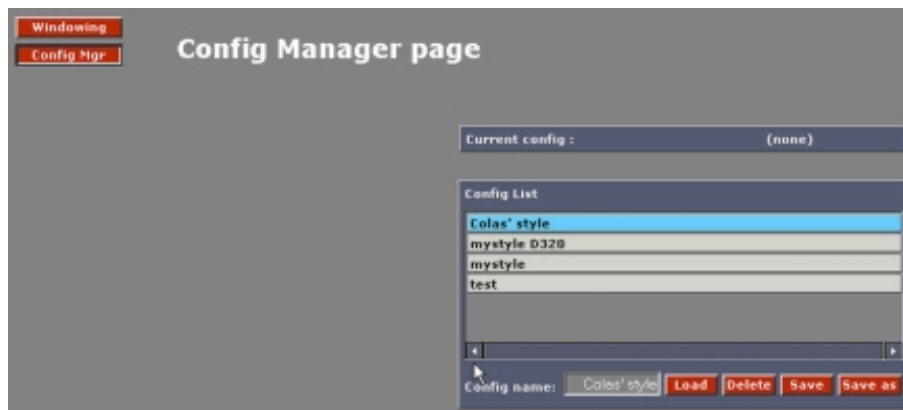 Windowing
Config Mgr
Config Manager page
Current config : (none)
Config List
Colas' style
mystyle D320
mystyle
test
Config name: Colas' style Load Delete Save Save as